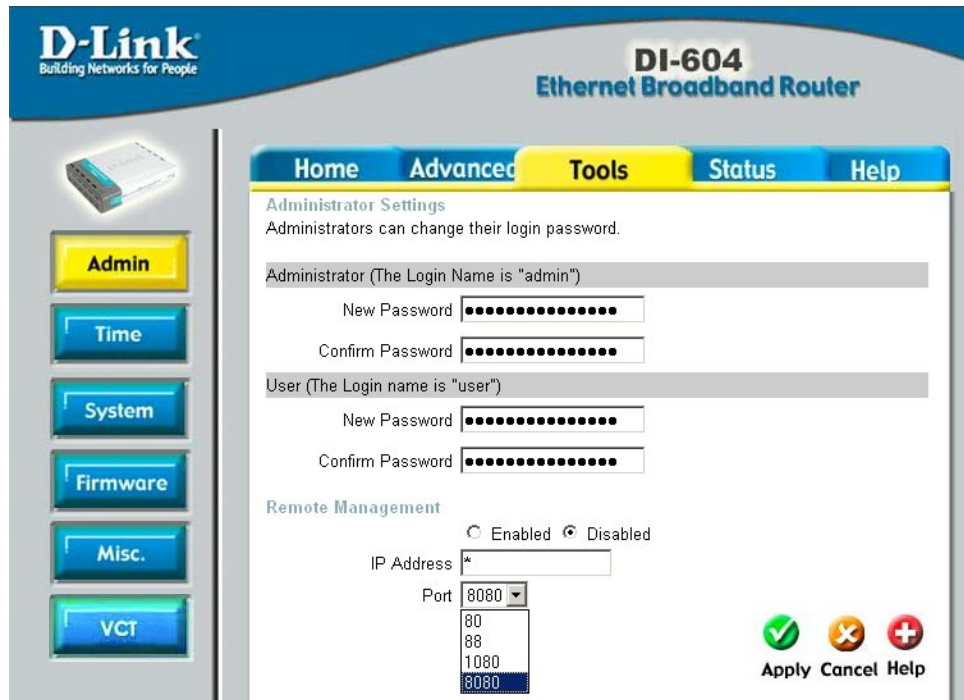 D-Link
Building Networks for People
DI-604
Ethernet Broadband Router
Home Advanced Tools Status Help
Admin
Time
System
Firmware
Misc.
VCT
Administrator Settings
Administrators can change their login password.
Administrator (The Login Name is "admin")
New Password ●●●●●●●●●●●●●●●
Confirm Password ●●●●●●●●●●●●●●●
User (The Login name is "user")
New Password ●●●●●●●●●●●●●●●
Confirm Password ●●●●●●●●●●●●●●●
Remote Management
Enabled Disabled
IP Address *
Port 8080
80
88
1080
8080
Apply Cancel Help